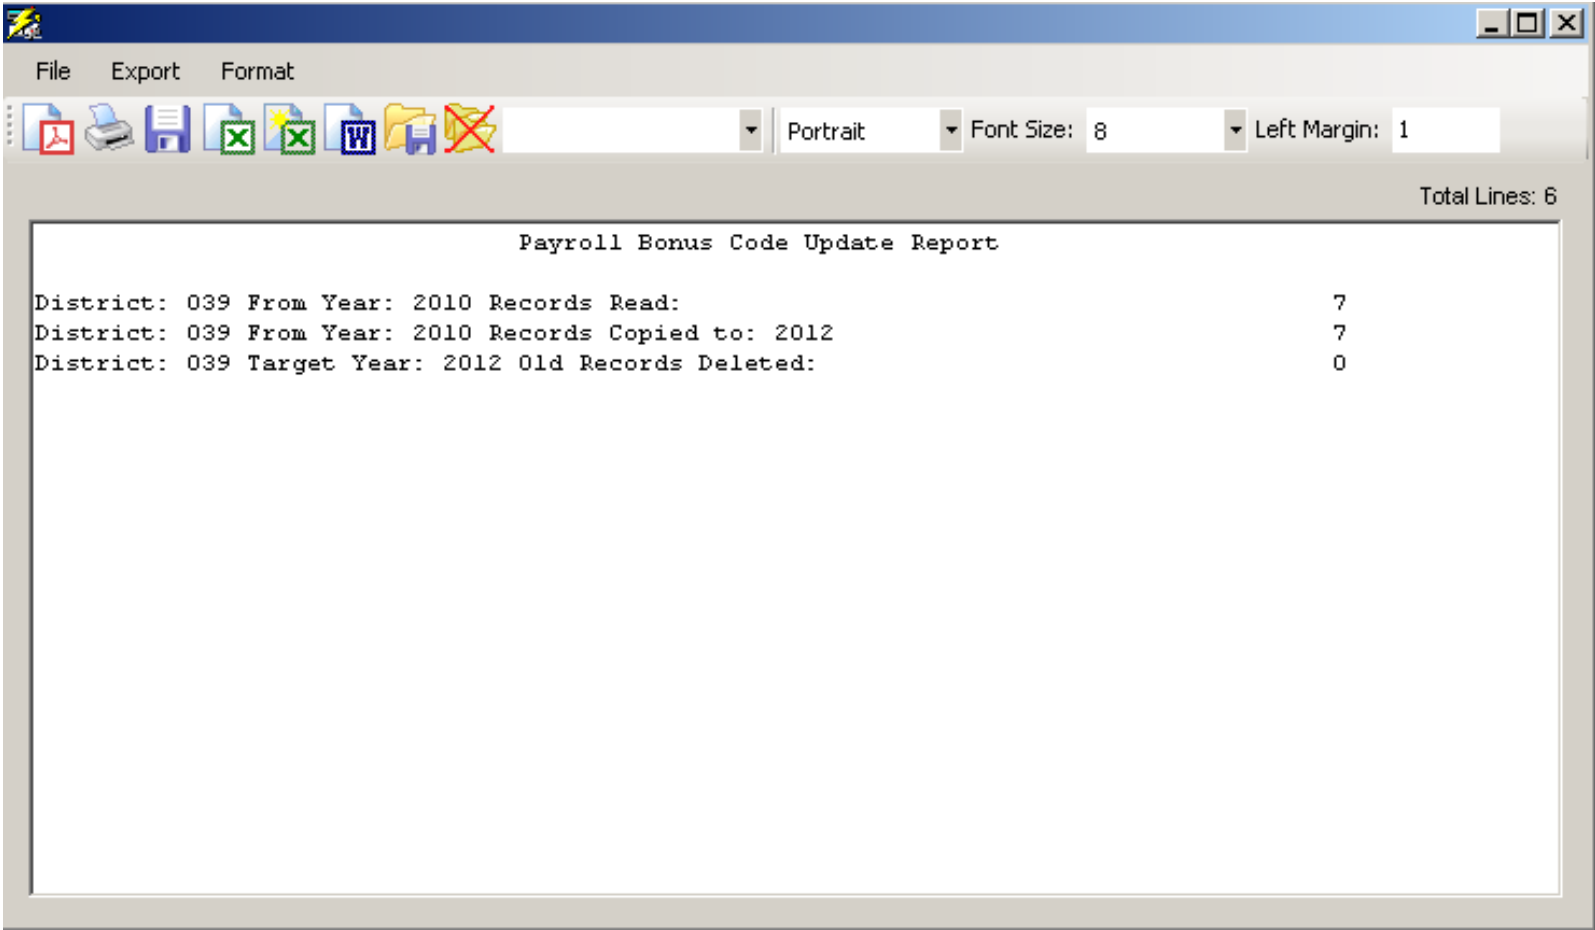 File Export Format
Portrait Font Size: 8 Left Margin: 1
Total Lines: 6
Payroll Bonus Code Update Report
District: 039 From Year: 2010 Records Read: 7
District: 039 From Year: 2010 Records Copied to: 2012 7
District: 039 Target Year: 2012 Old Records Deleted: 0